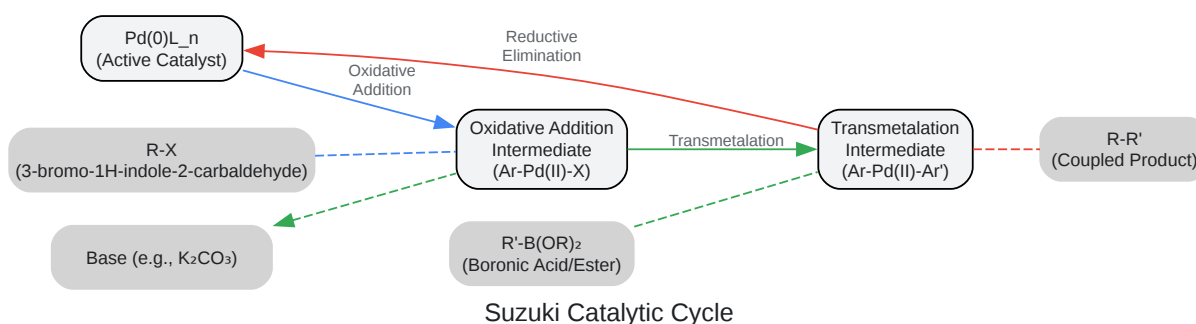 Pd(0)L_n
(Active Catalyst)
Reductive
Elimination
Oxidative
Addition
R-X
(3-bromo-1H-indole-2-carbaldehyde)
Oxidative Addition
Intermediate
(Ar-Pd(II)-X)
Transmetalation
Transmetalation
Intermediate
(Ar-Pd(II)-Ar')
R-R'
(Coupled Product)
Base (e.g., K₂CO₃)
R'-B(OR)₂
(Boronic Acid/Ester)
Suzuki Catalytic Cycle